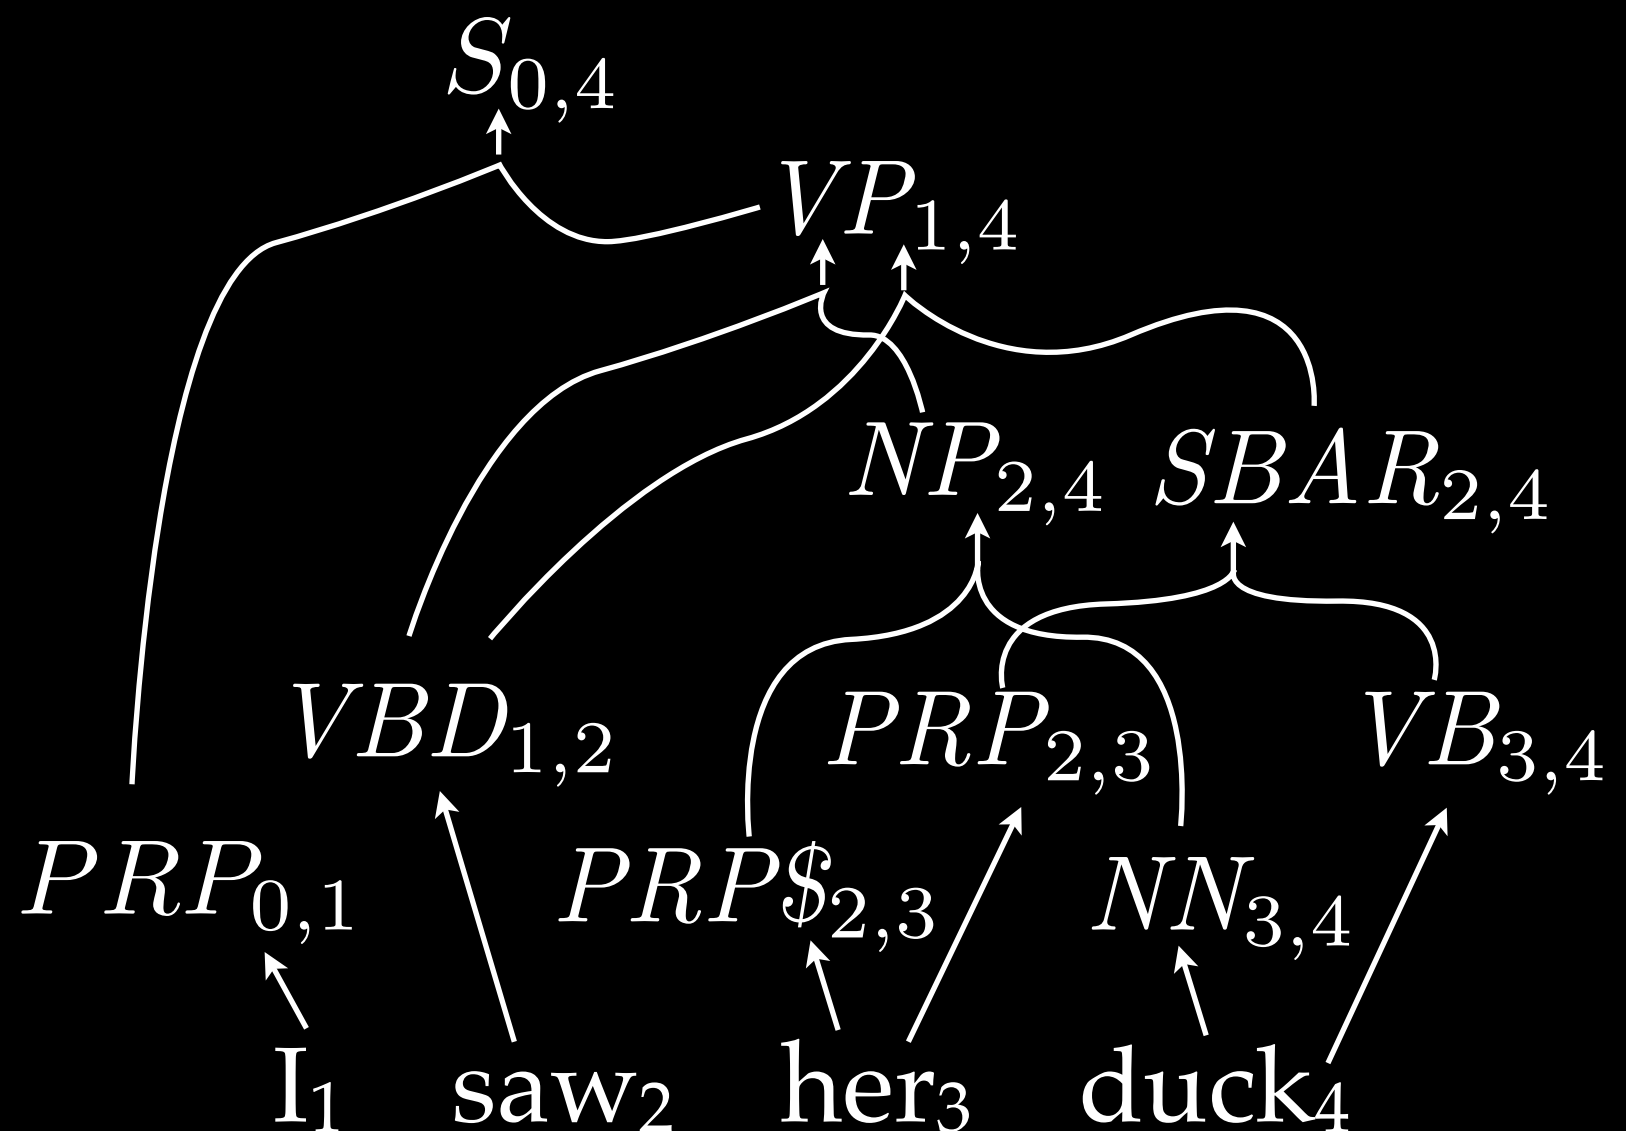 S0,4
VP1,4
NP2,4 SBAR2,4
VBD1,2 PRP2,3 VB3,4
PRP0,1 PRP$2,3 NN3,4
I1 saw2 her3 duck4